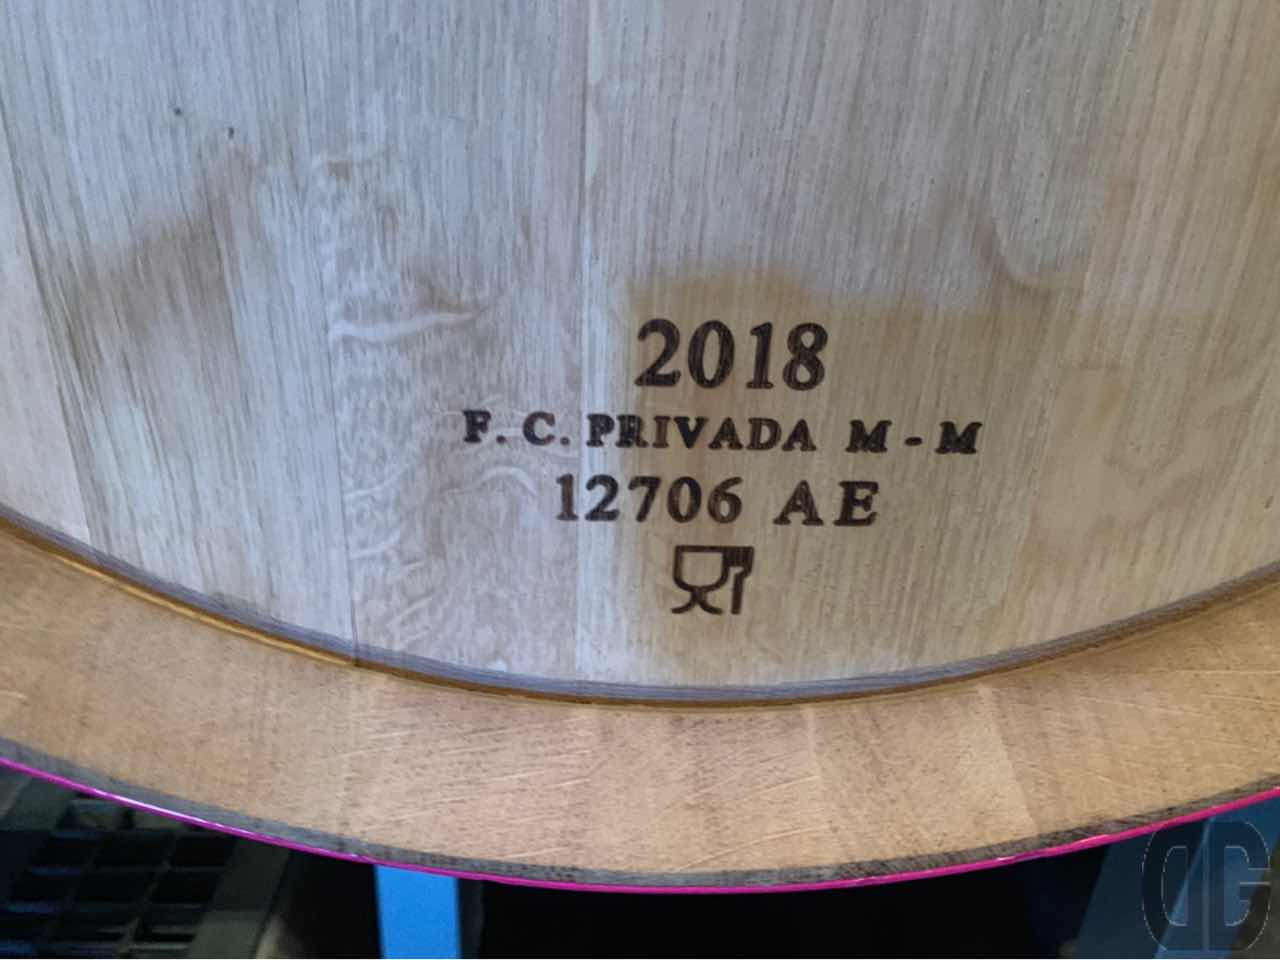 2018
F. C. PRIVADA M - M
12706 AE